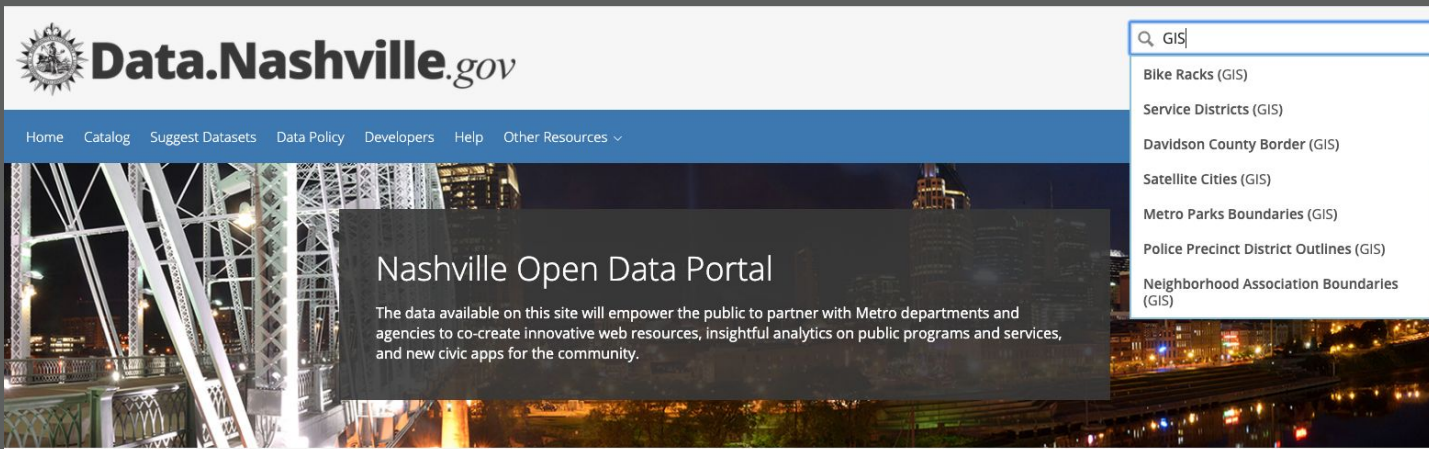 Data.Nashville.gov
GIS
Bike Racks (GIS)
Service Districts (GIS)
Davidson County Border (GIS)
Satellite Cities (GIS)
Metro Parks Boundaries (GIS)
Police Precinct District Outlines (GIS)
Neighborhood Association Boundaries
(GIS)
Home Catalog Suggest Datasets Data Policy Developers Help Other Resources
Nashville Open Data Portal
The data available on this site will empower the public to partner with Metro departments and
agencies to co-create innovative web resources, insightful analytics on public programs and services,
and new civic apps for the community.